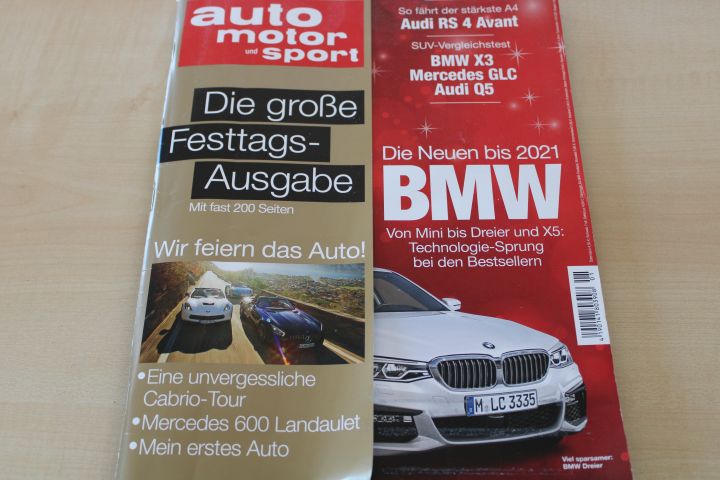 auto
motor
und sport
Die große
Festtags-
Ausgabe
Mit fast 200 Seiten
Wir feiern das Auto!
•Eine unvergessliche
Cabrio-Tour
•Mercedes 600 Landaulet
•Mein erstes Auto
So fährt der stärkste A4
Audi RS 4 Avant
SUV-Vergleichstest
BMW X3
Mercedes GLC
Audi Q5
Die Neuen bis 2021
BMW
Von Mini bis Dreier und X5:
Technologie-Sprung
bei den Bestsellern
01
M LC 3335
Viel sparsamer:
BMW Dreier